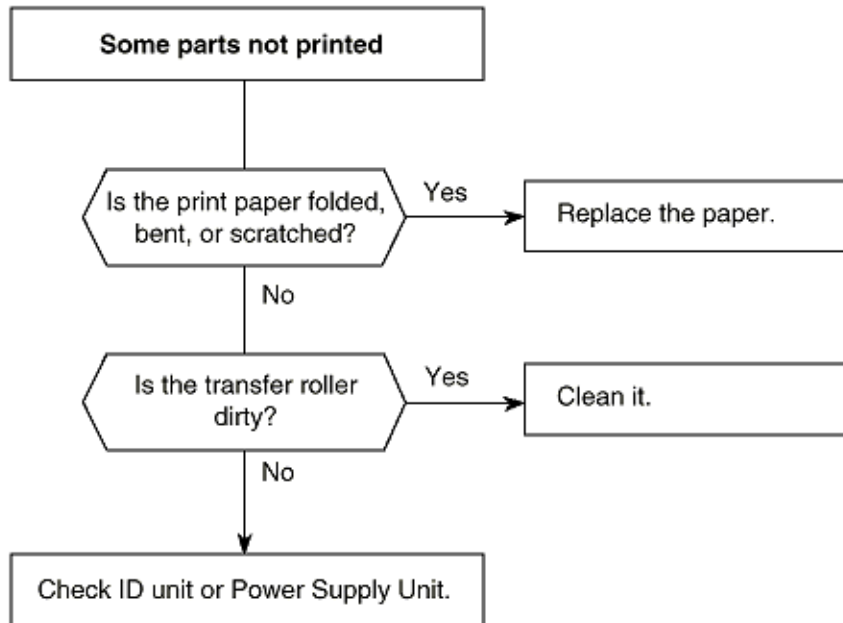 Some parts not printed
Is the print paper folded,
bent, or scratched?
Yes
Replace the paper.
No
Is the transfer roller
dirty?
Yes
Clean it.
No
Check ID unit or Power Supply Unit.